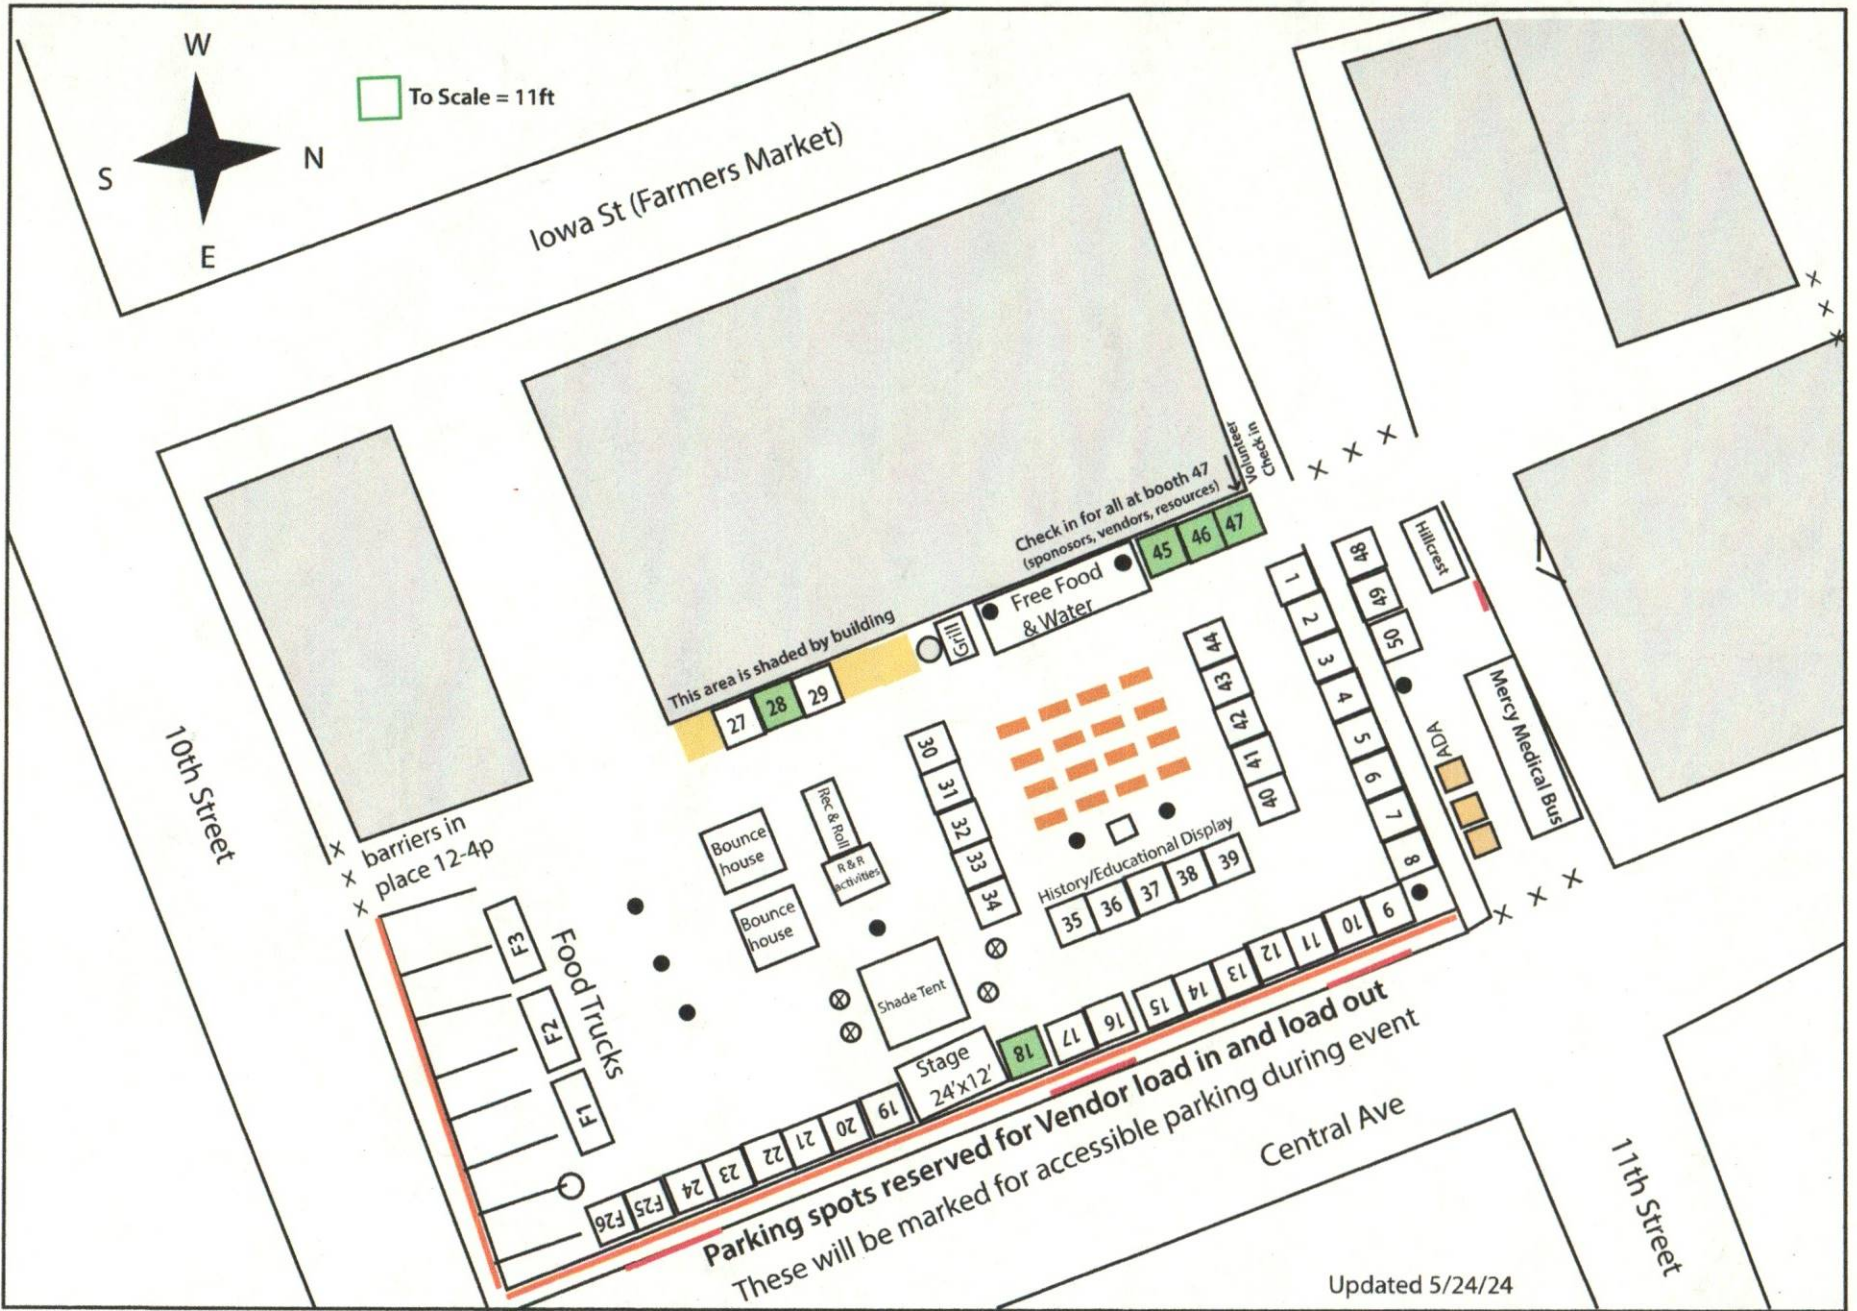 W
S
N
E
To Scale = 11ft
Iowa St (Farmers Market)
Volunteer
Check in
Check in for all at booth 47
(sponosors, vendors, resources)
45
46
47
Free Food
& Water
Grill
This area is shaded by building
27
28
29
Hillcrest
48
49
50
1
2
3
4
5
6
7
8
ADA
Mercy Medical Bus
44
43
42
41
40
30
31
32
33
34
History/Educational Display
35
36
37
38
39
Rec & Roll
R & R
activities
Bounce
house
Bounce
house
Shade Tent
10th Street
barriers in
place 12-4p
Food Trucks
F3
F2
F1
Stage
24'x12'
9
10
11
12
13
14
15
16
17
18
19
20
21
22
23
24
F25
F26
Parking spots reserved for Vendor load in and load out
These will be marked for accessible parking during event
Central Ave
11th Street
Updated 5/24/24